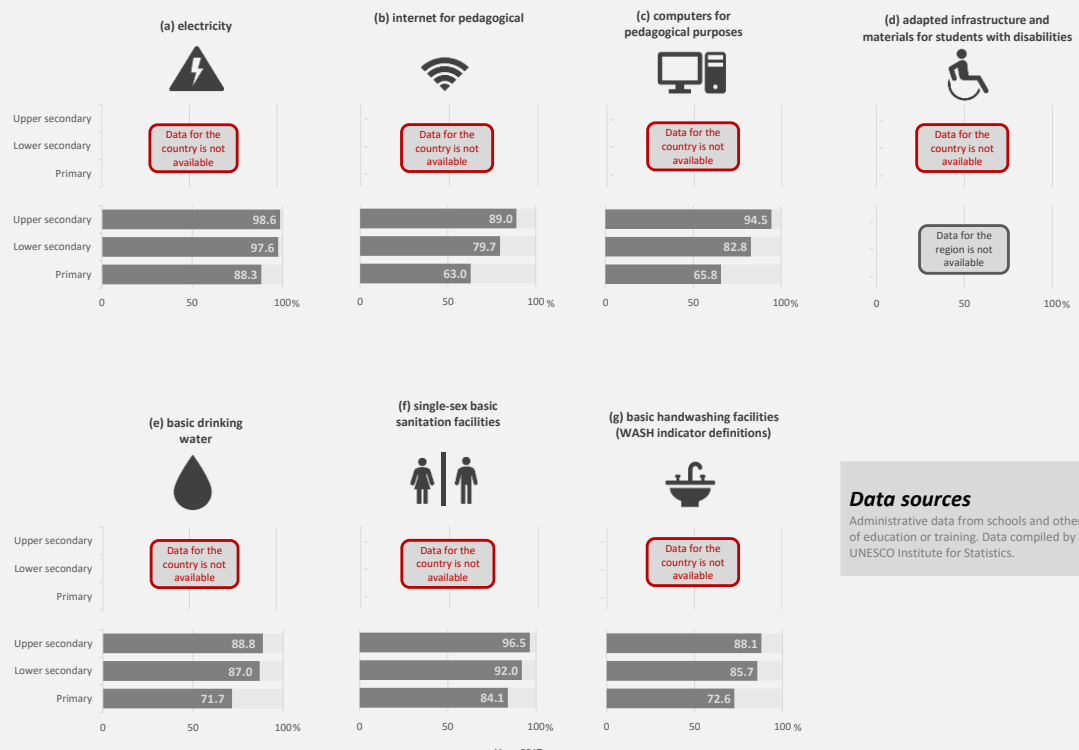 (a) electricity
(b) internet for pedagogical
(c) computers for
pedagogical purposes
(d) adapted infrastructure and
materials for students with disabilities
Upper secondary
Lower secondary
Primary
Data for the
country is not
available
Data for the
country is not
available
Data for the
country is not
available
Data for the
country is not
available
Upper secondary
Lower secondary
Primary
98.6
97.6
88.3
0 50 100%
89.0
79.7
63.0
0 50 100 %
94.5
82.8
65.8
0 50 100 %
Data for the
region is not
available
0 50 100%
(e) basic drinking
water
(f) single-sex basic
sanitation facilities
(g) basic handwashing facilities
(WASH indicator definitions)
Upper secondary
Lower secondary
Primary
Data for the
country is not
available
Data for the
country is not
available
Data for the
country is not
available
Upper secondary
Lower secondary
Primary
88.8
87.0
71.7
0 50 100%
96.5
92.0
84.1
0 50 100 %
88.1
85.7
72.6
0 50 100 %
Data sources
Administrative data from schools and other
of education or training. Data compiled by
UNESCO Institute for Statistics.